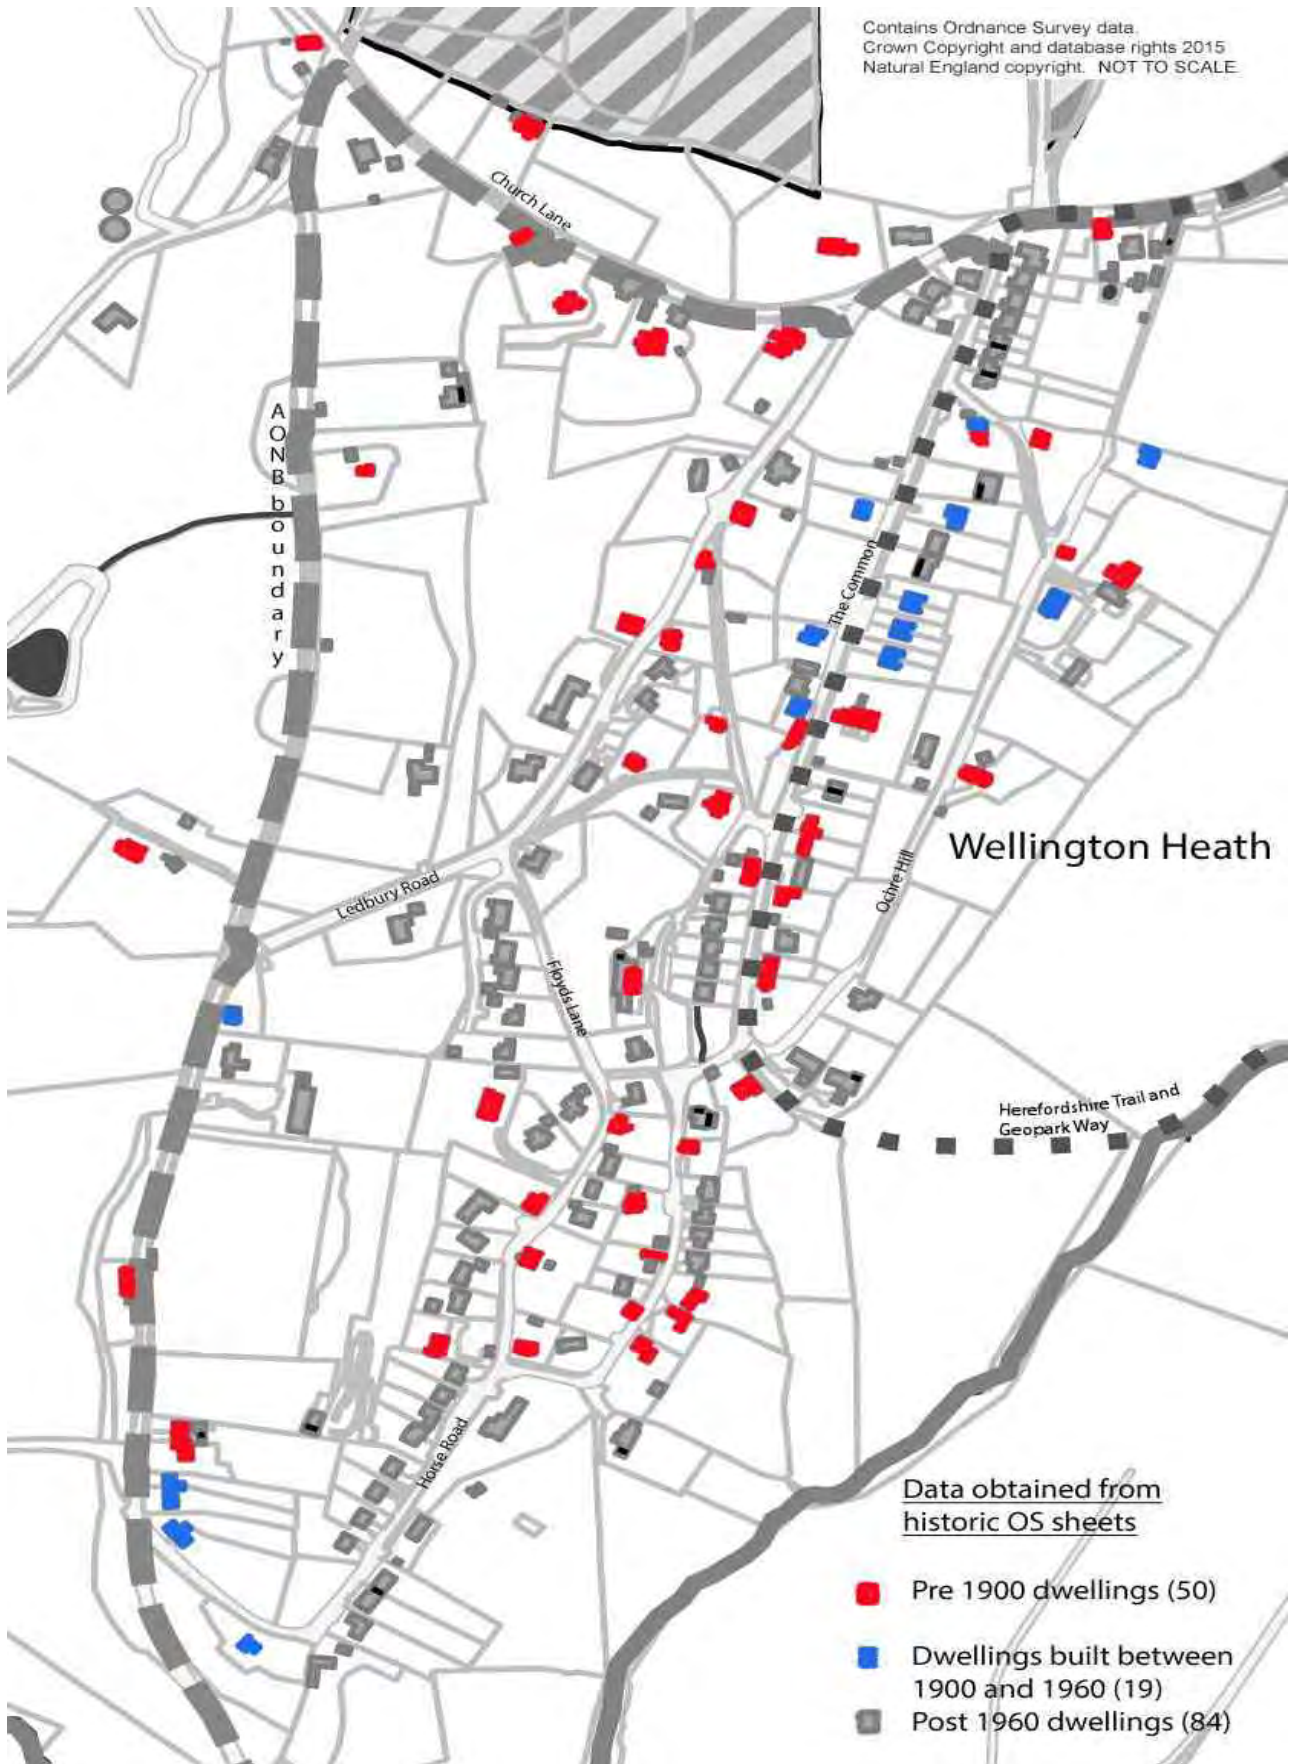 Contains Ordnance Survey data.
Crown Copyright and database rights 2015
Natural England copyright.  NOT TO SCALE.
Church Lane
AONB boundary
The Common
Wellington Heath
Ochre Hill
Ledbury Road
Floyds Lane
Herefordshire Trail and
Geopark Way
Horse Road
Data obtained from
historic OS sheets
Pre 1900 dwellings (50)
Dwellings built between
1900 and 1960 (19)
Post 1960 dwellings (84)